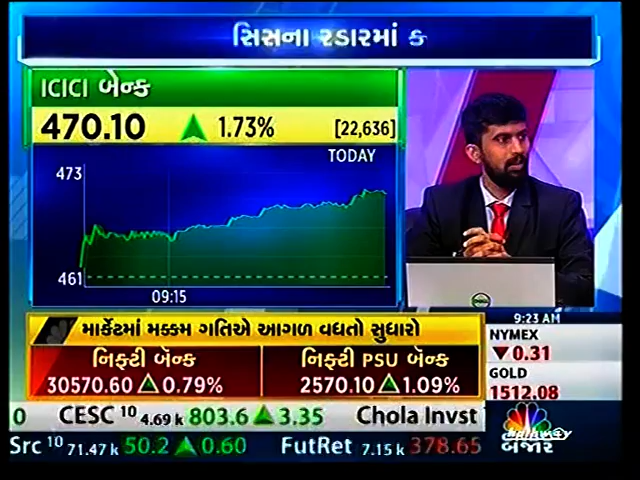 સિસના રડારમાં ક
ICICI બેન્ક
470.10 ▲ 1.73% [22,636]
TODAY
473
461
09:15
માર્કેટમાં મક્કમ ગતિએ આગળ વધતો સુધારો
નિફ્ટી બૅન્ક
30570.60 ▲ 0.79%
નિફ્ટી PSU બૅન્ક
2570.10 ▲ 1.09%
9:23 AM
NYMEX
▼ 0.31
GOLD
1512.08
0 CESC 10 4.69 k 803.6 ▲ 3.35 Chola Invst
Src 10 71.47 k 50.2 ▲ 0.60 FutRet 7.15 k 378.65
CNBC
બજાર